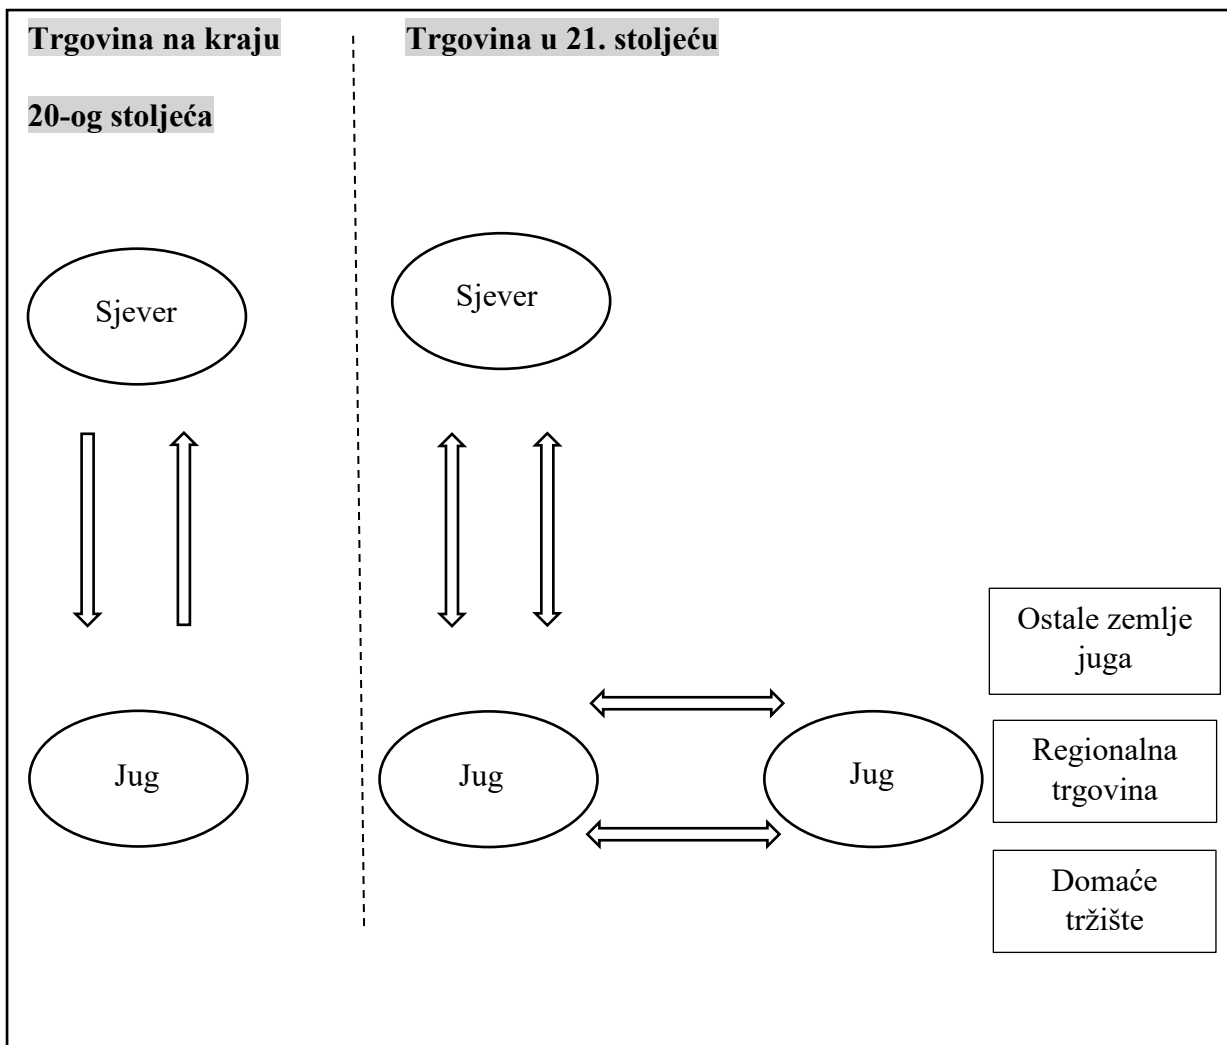 Trgovina na kraju
20-og stoljeća
Trgovina u 21. stoljeću
Sjever
Sjever
Jug
Jug
Jug
Ostale zemlje
juga
Regionalna
trgovina
Domaće
tržište